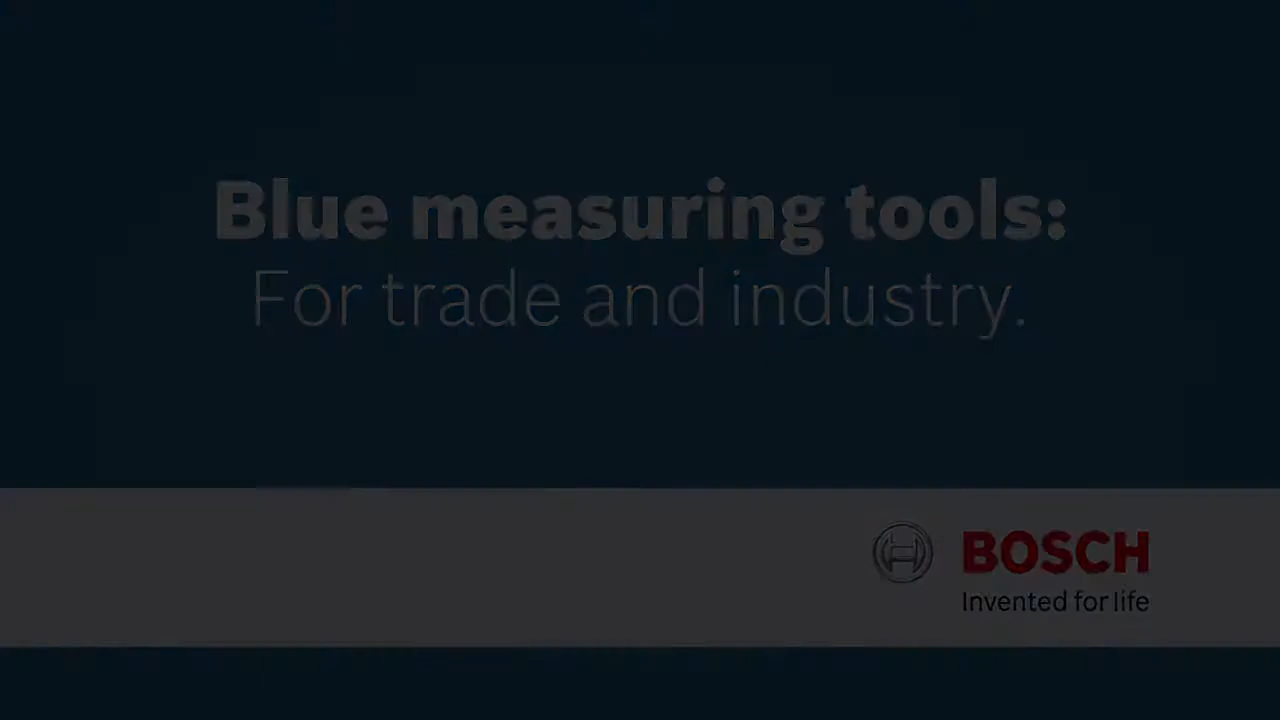 Blue measuring tools:
For trade and industry.
BOSCH
Invented for life